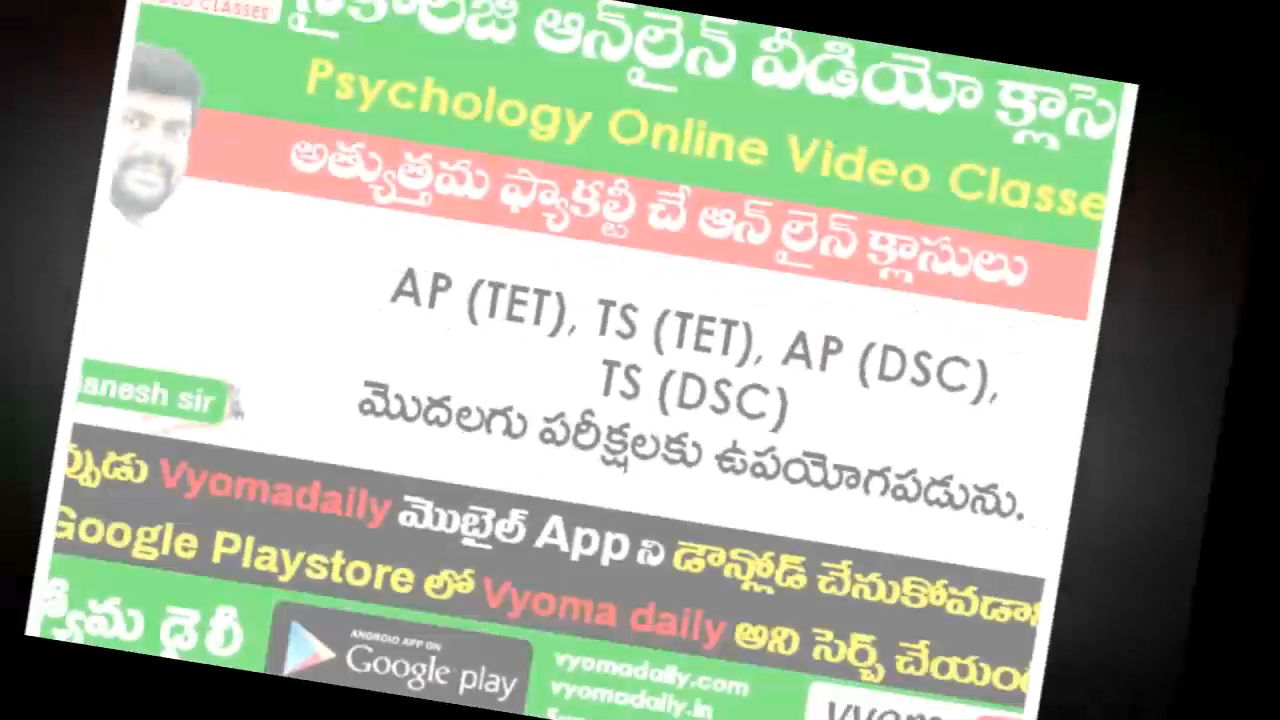 CLASSES
ఆన్‌లైన్ వీడియో
Psychology Online Video Classe
అత్యుత్తమ ఫ్యాకల్టీ చే ఆన్ లైన్ క్లాసులు
AP (TET), TS (TET), AP (DSC),
TS (DSC)
మొదలగు పరీక్షలకు ఉపయోగపడును.
anesh sir
Vyomadaily మొబైల్ App ని డౌన్లోడ్ చేసుకోవడా
Google Playstore లో Vyoma daily అని సెర్చ్ చేయం
డైలీ
ANDROID APP ON
Google play
vyomadaily.com
vyomadaily.in